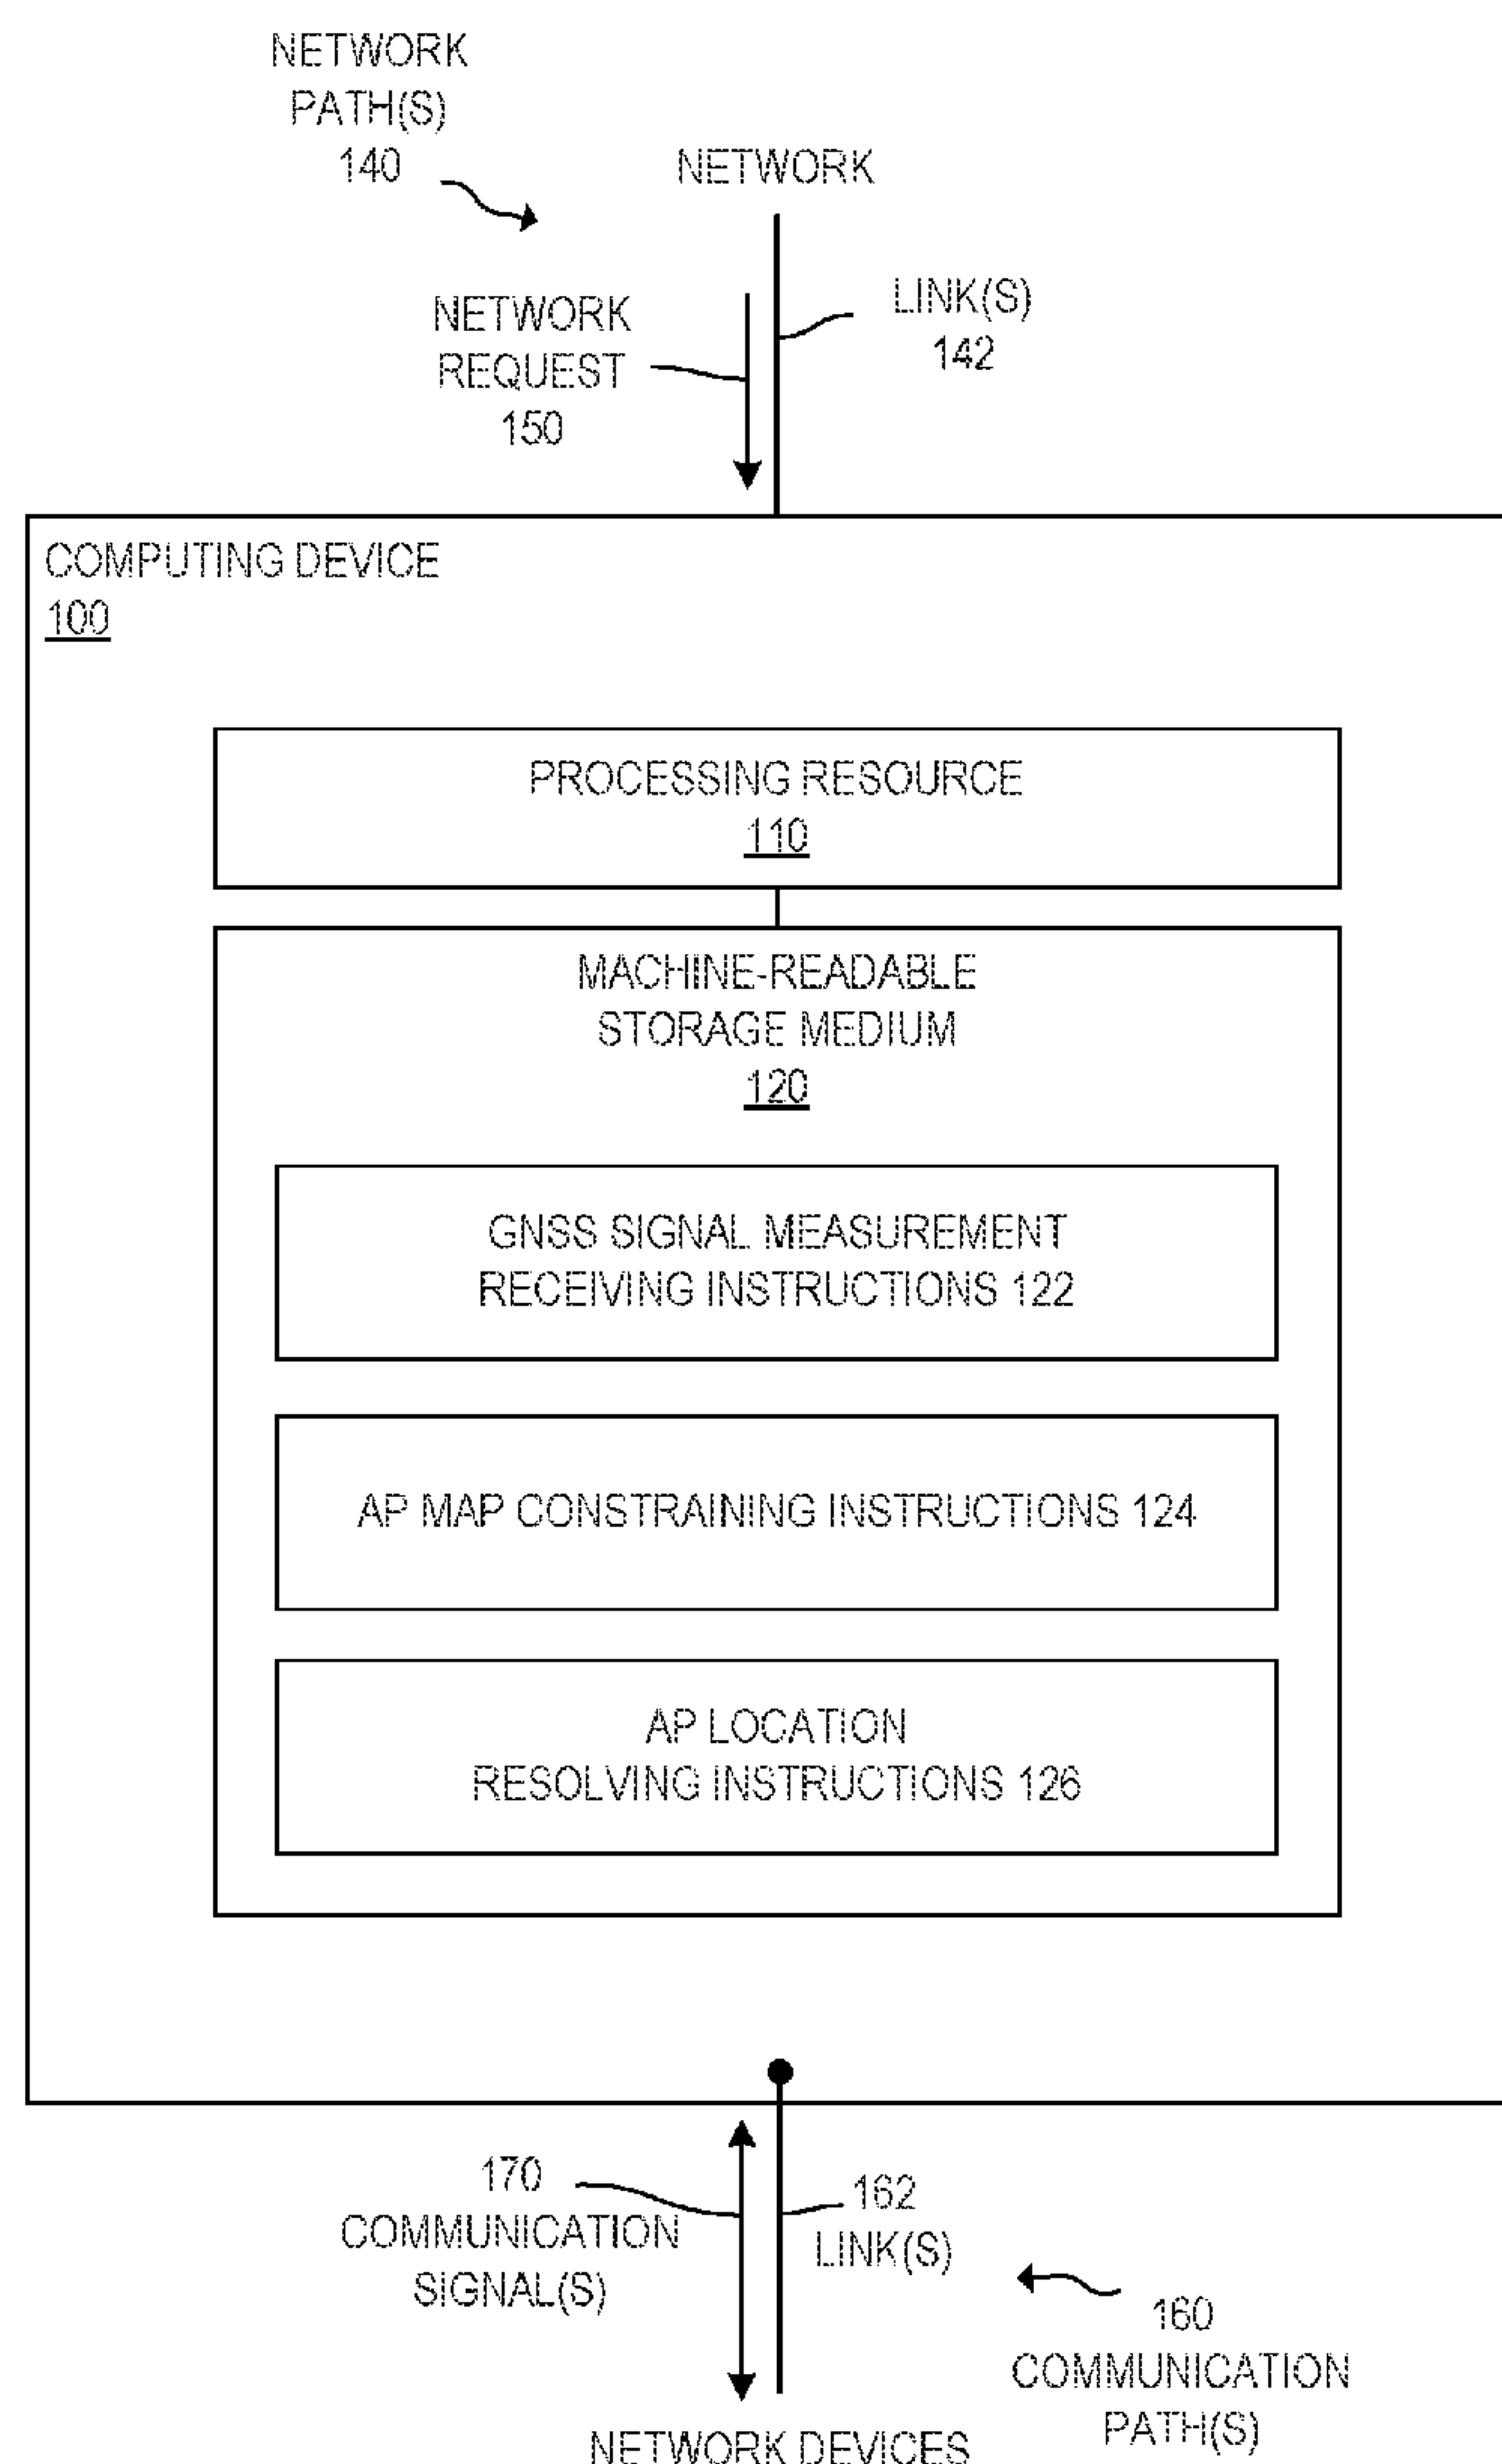 NETWORK
PATH(S)
140
NETWORK
NETWORK
REQUEST
150
LINK(S)
142
COMPUTING DEVICE
100
PROCESSING RESOURCE
110
MACHINE-READABLE
STORAGE MEDIUM
120
GNSS SIGNAL MEASUREMENT
RECEIVING INSTRUCTIONS 122
AP MAP CONSTRAINING INSTRUCTIONS 124
AP LOCATION
RESOLVING INSTRUCTIONS 126
170
COMMUNICATION
SIGNAL(S)
162
LINK(S)
160
COMMUNICATION
PATH(S)
NETWORK DEVICES